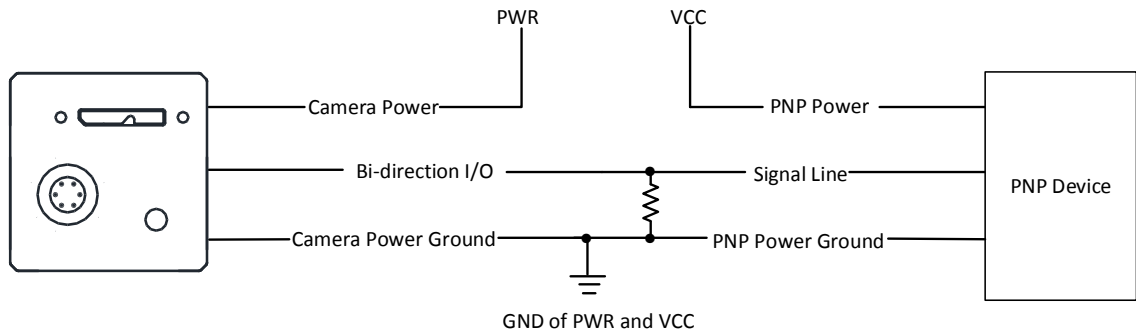 PWR
VCC
Camera Power
PNP Power
Bi-direction I/O
Signal Line
PNP Device
Camera Power Ground
PNP Power Ground
GND of PWR and VCC